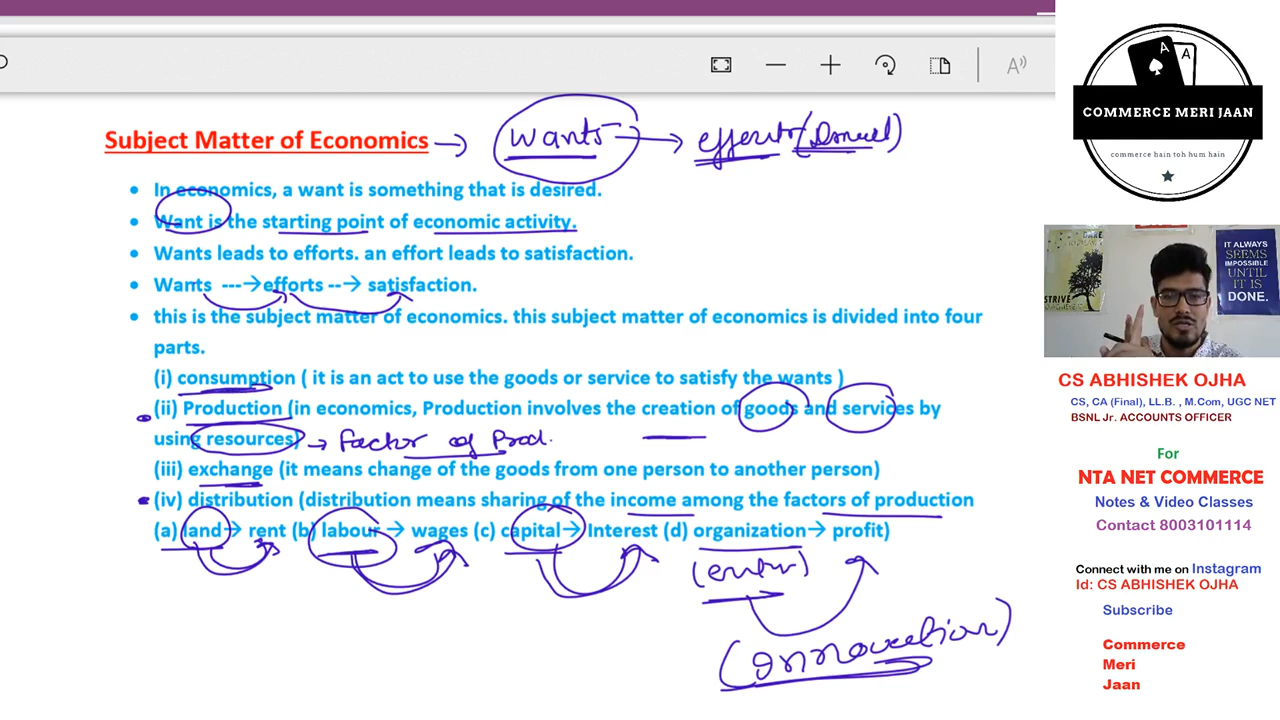 Subject Matter of Economics → wants → efforts
• In economics, a want is something that is desired.
• Want is the starting point of economic activity.
• Wants leads to efforts. an effort leads to satisfaction.
• Wants ---→efforts --→ satisfaction.
• this is the subject matter of economics. this subject matter of economics is divided into four
parts.
(i) consumption ( it is an act to use the goods or service to satisfy the wants )
(ii) Production (in economics, Production involves the creation of goods and services by
using resources) → Factor of Prod.
(iii) exchange (it means change of the goods from one person to another person)
(iv) distribution (distribution means sharing of the income among the factors of production
(a) land→ rent (b) labour → wages (c) capital→ Interest (d) organization→ profit)
(innovation)
A A
COMMERCE MERI JAAN
commerce hain toh hum hain
STRIVE
IT ALWAYS
SEEMS
IMPOSSIBLE
UNTIL
IT IS
DONE.
CS ABHISHEK OJHA
CS, CA (Final), LL.B. , M.Com, UGC NET
BSNL Jr. ACCOUNTS OFFICER
For
NTA NET COMMERCE
Notes & Video Classes
Contact 8003101114
Connect with me on Instagram
Id: CS ABHISHEK OJHA
Subscribe
Commerce
Meri
Jaan